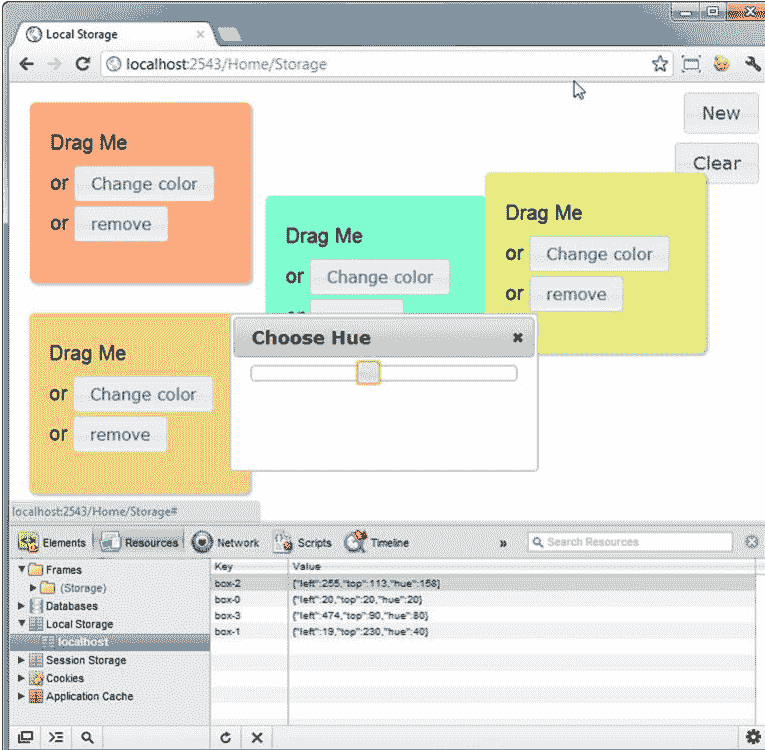 Local Storage
localhost:2543/Home/Storage
New
Clear
Drag Me
or Change color
or remove
Drag Me
or Change color
or
Drag Me
or Change color
or remove
Drag Me
or Change color
or remove
Choose Hue
localhost:2543/Home/Storage#
Elements Resources Network Scripts Timeline » Search Resources
Key Value
Frames
(Storage)
Databases
Local Storage
localhost
Session Storage
Cookies
Application Cache
box-2 {"left":255,"top":113,"hue":158}
box-0 {"left":20,"top":20,"hue":20}
box-3 {"left":474,"top":90,"hue":80}
box-1 {"left":19,"top":230,"hue":40}